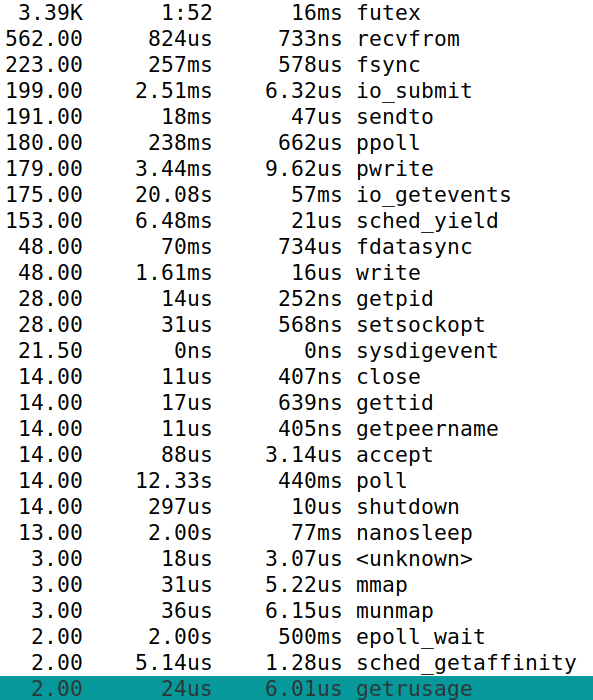 3.39K 1:52 16ms futex
562.00 824us 733ns recvfrom
223.00 257ms 578us fsync
199.00 2.51ms 6.32us io_submit
191.00 18ms 47us sendto
180.00 238ms 662us ppoll
179.00 3.44ms 9.62us pwrite
175.00 20.08s 57ms io_getevents
153.00 6.48ms 21us sched_yield
48.00 70ms 734us fdatasync
48.00 1.61ms 16us write
28.00 14us 252ns getpid
28.00 31us 568ns setsockopt
21.50 0ns 0ns sysdigevent
14.00 11us 407ns close
14.00 17us 639ns gettid
14.00 11us 405ns getpeername
14.00 88us 3.14us accept
14.00 12.33s 440ms poll
14.00 297us 10us shutdown
13.00 2.00s 77ms nanosleep
3.00 18us 3.07us <unknown>
3.00 31us 5.22us mmap
3.00 36us 6.15us munmap
2.00 2.00s 500ms epoll_wait
2.00 5.14us 1.28us sched_getaffinity
2.00 24us 6.01us getrusage